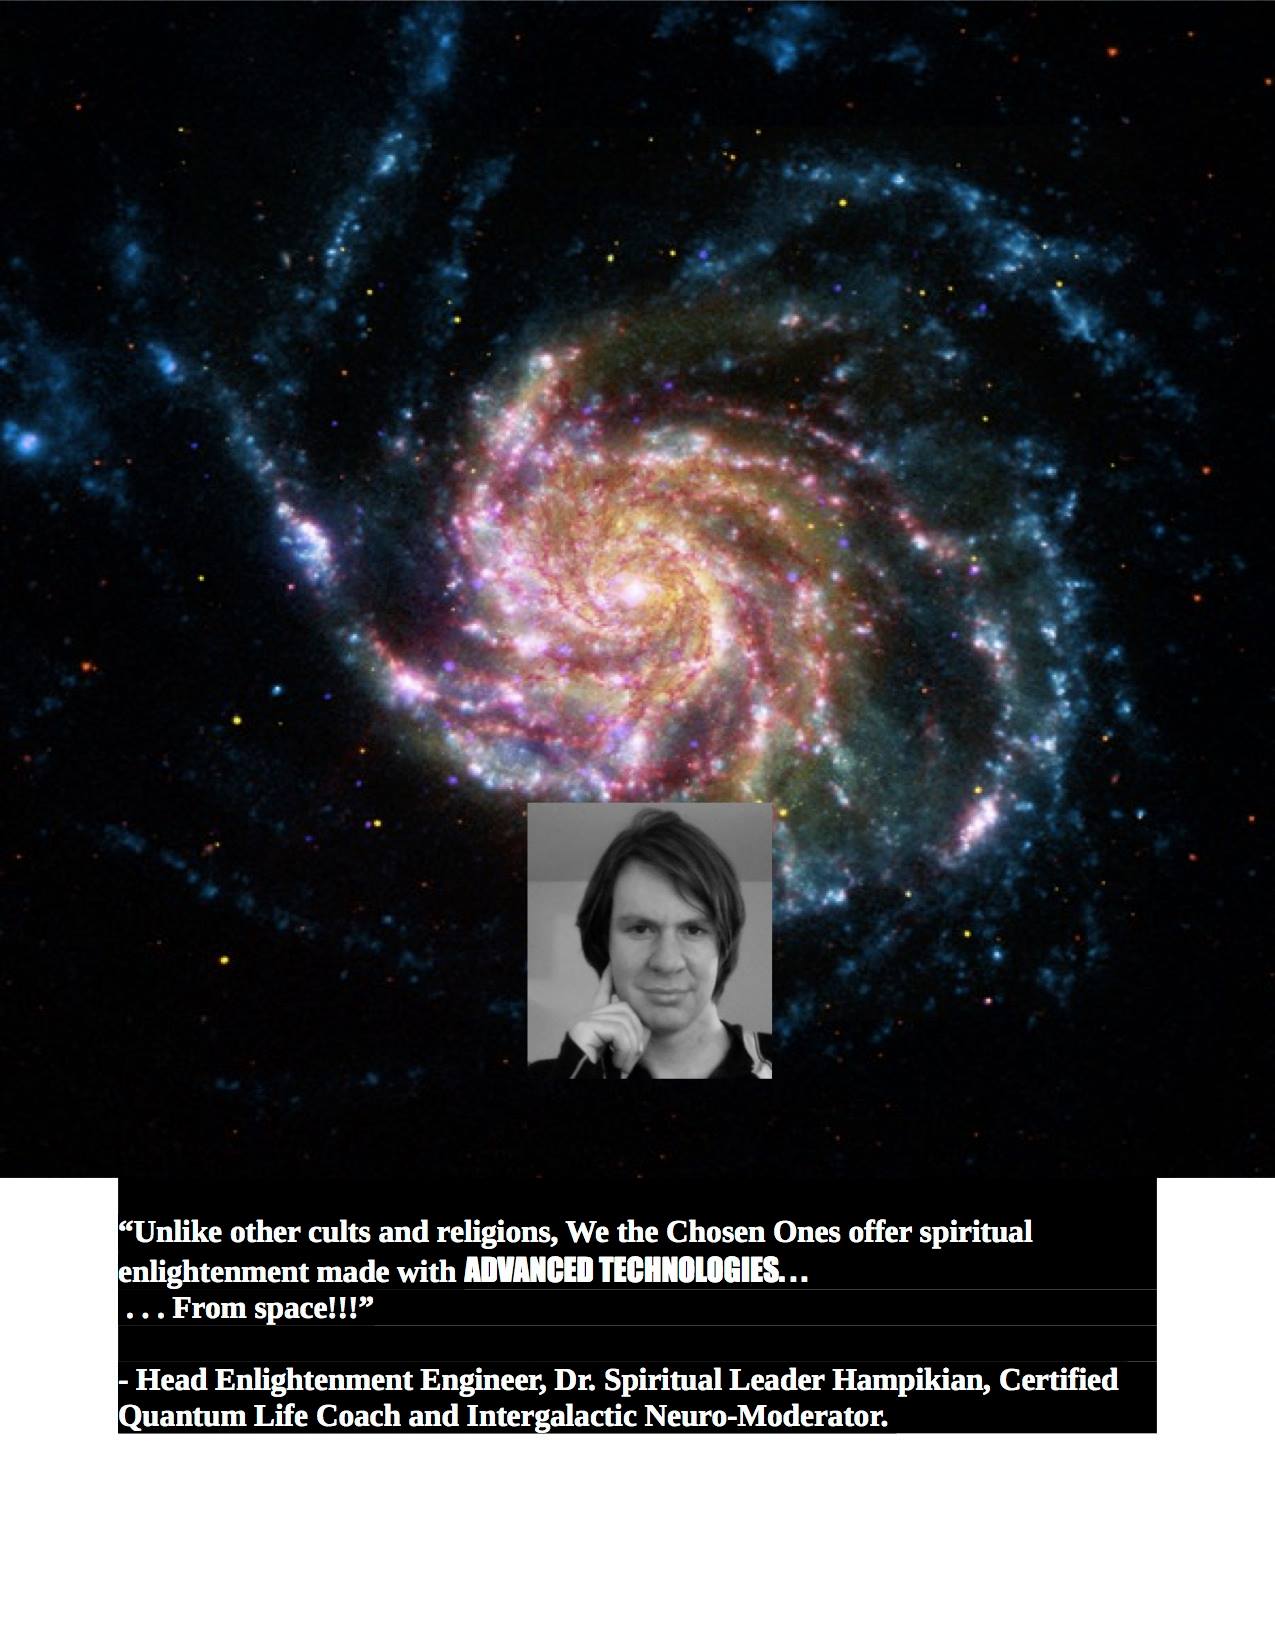 “Unlike other cults and religions, We the Chosen Ones offer spiritual
enlightenment made with ADVANCED TECHNOLOGIES. . .
. . . From space!!!”
- Head Enlightenment Engineer, Dr. Spiritual Leader Hampikian, Certified
Quantum Life Coach and Intergalactic Neuro-Moderator.